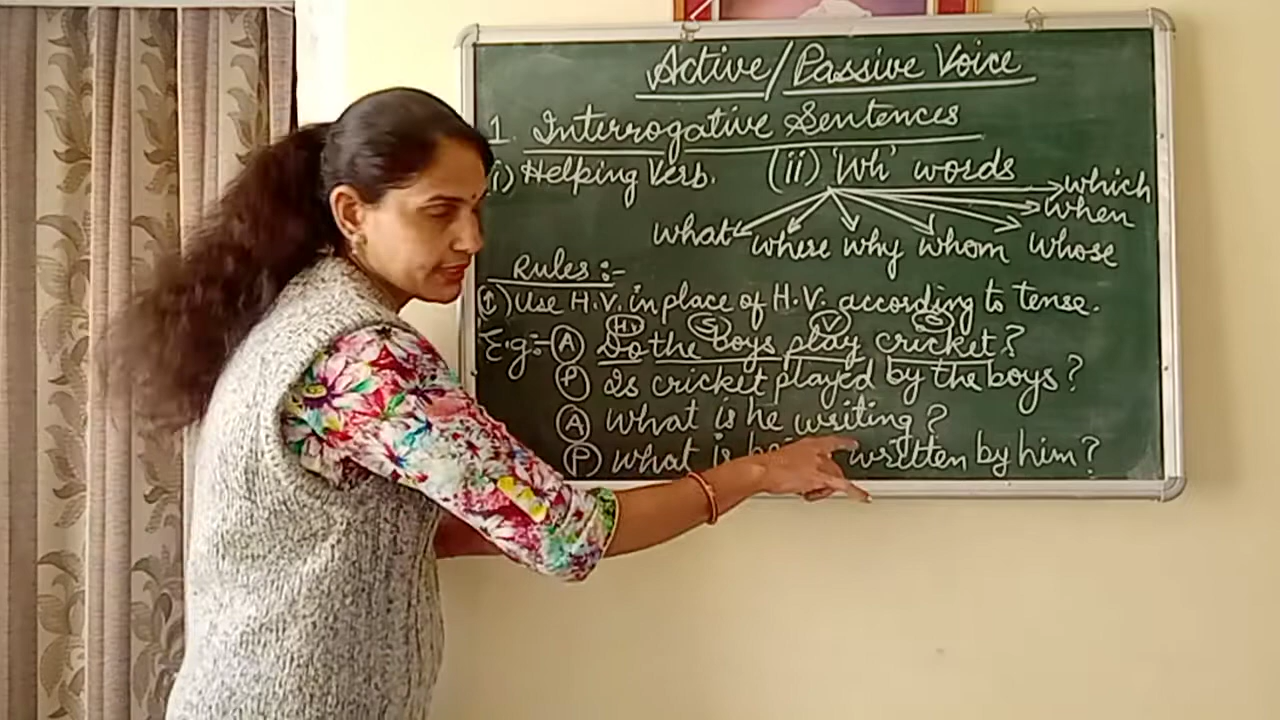 Active/Passive Voice
1. Interrogative Sentences
(i) Helping Verb. (ii) 'Wh' words
which
when
what where why whom whose
Rules :-
(1) Use H.V. in place of H.V. according to tense.
H.V S V O
E.g:- (A) Do the boys play cricket?
(P) Is cricket played by the boys?
(A) What is he writing?
(P) What is written by him?